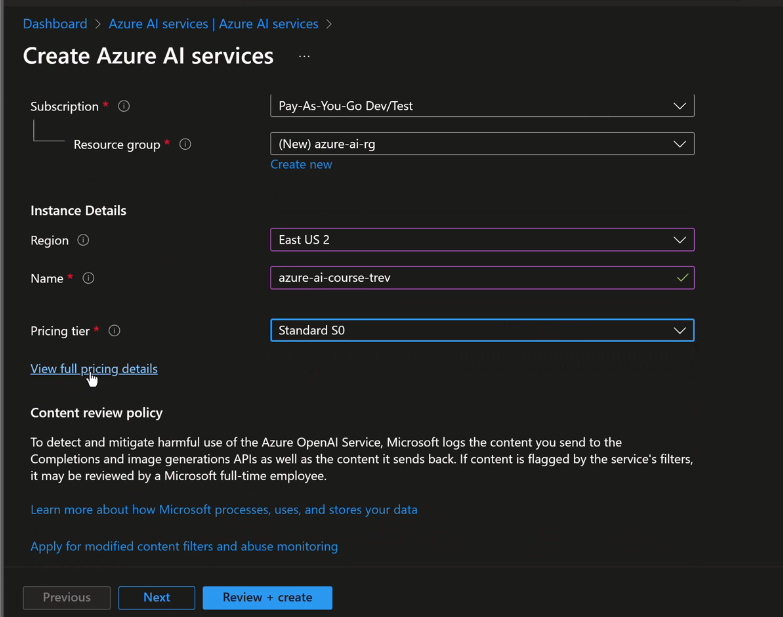 Dashboard > Azure AI services | Azure AI services >
Create Azure AI services ...
Subscription * Pay-As-You-Go Dev/Test
Resource group * (New) azure-ai-rg
Create new
Instance Details
Region East US 2
Name * azure-ai-course-trev
Pricing tier * Standard S0
View full pricing details
Content review policy
To detect and mitigate harmful use of the Azure OpenAI Service, Microsoft logs the content you send to the
Completions and image generations APIs as well as the content it sends back. If content is flagged by the service's filters,
it may be reviewed by a Microsoft full-time employee.
Learn more about how Microsoft processes, uses, and stores your data
Apply for modified content filters and abuse monitoring
Previous Next Review + create